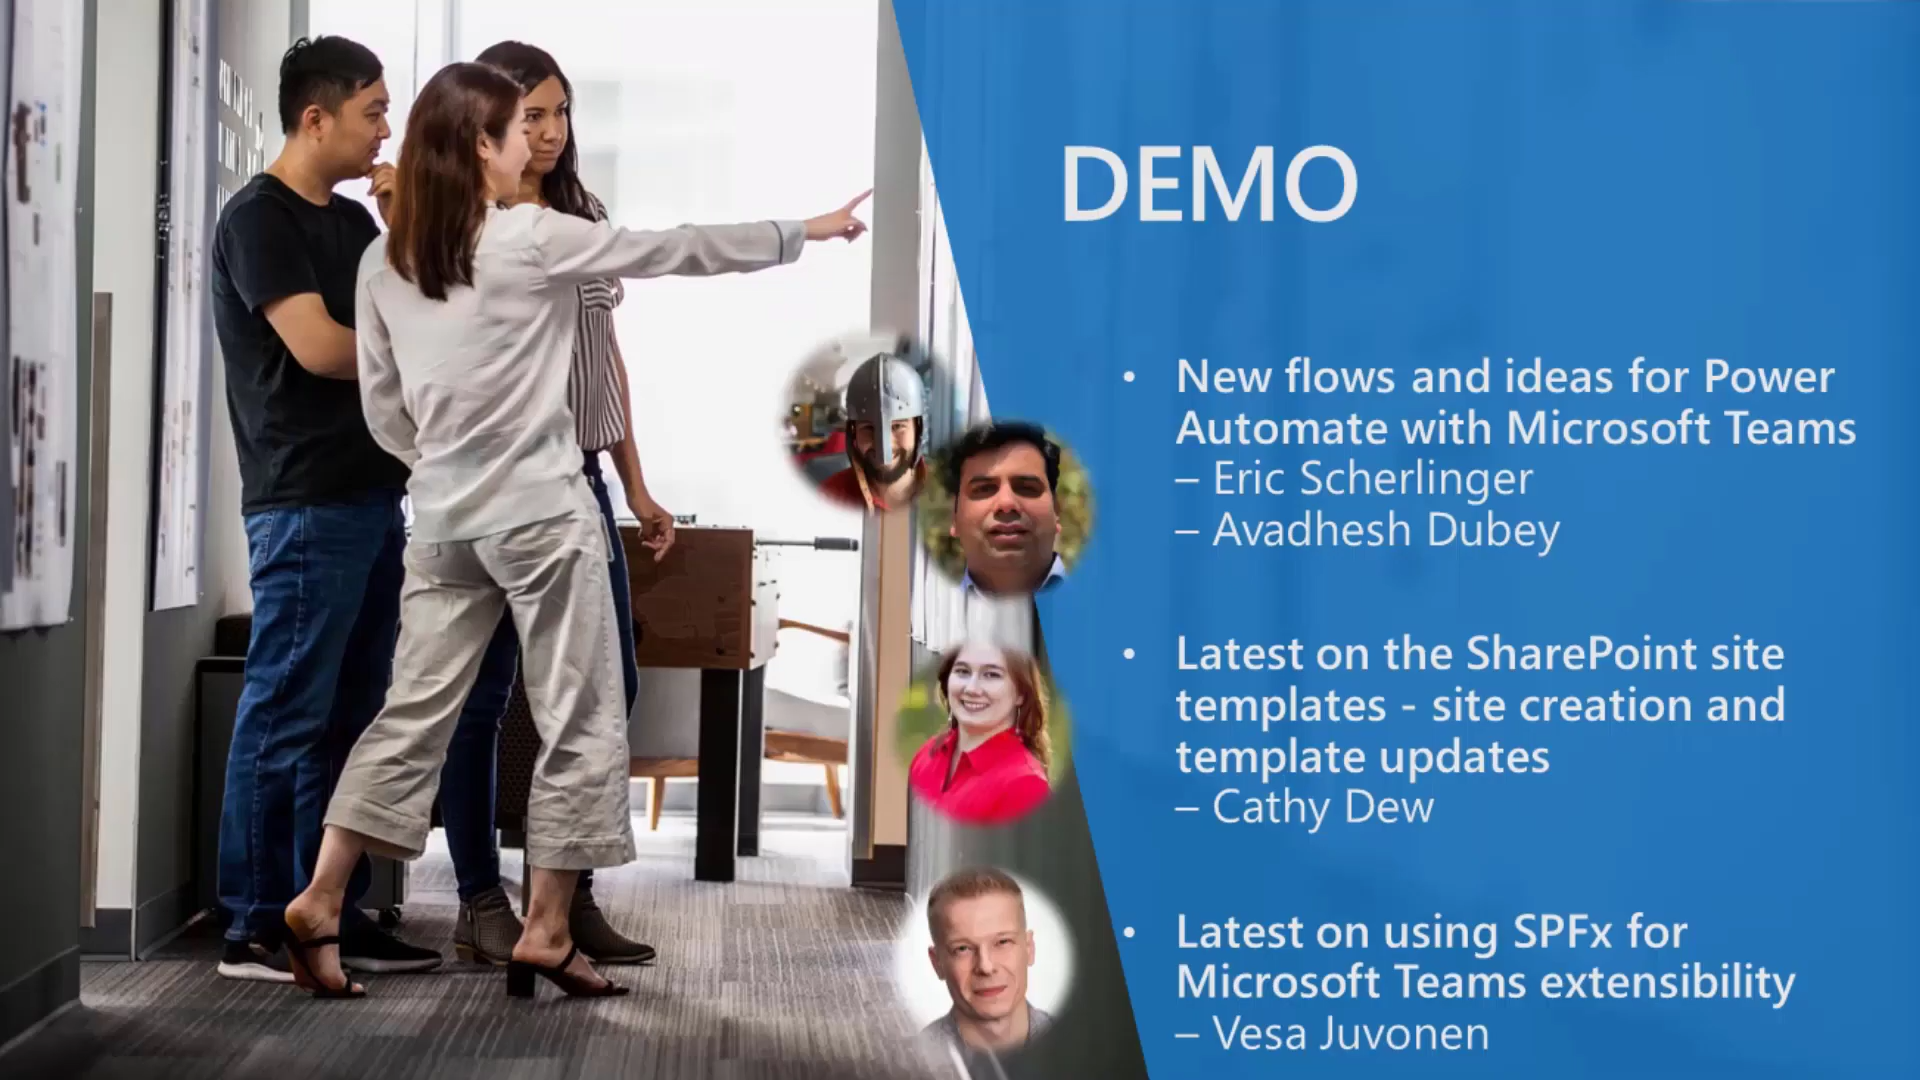 DEMO
• New flows and ideas for Power
Automate with Microsoft Teams
– Eric Scherlinger
– Avadhesh Dubey
• Latest on the SharePoint site
templates - site creation and
template updates
– Cathy Dew
• Latest on using SPFx for
Microsoft Teams extensibility
– Vesa Juvonen